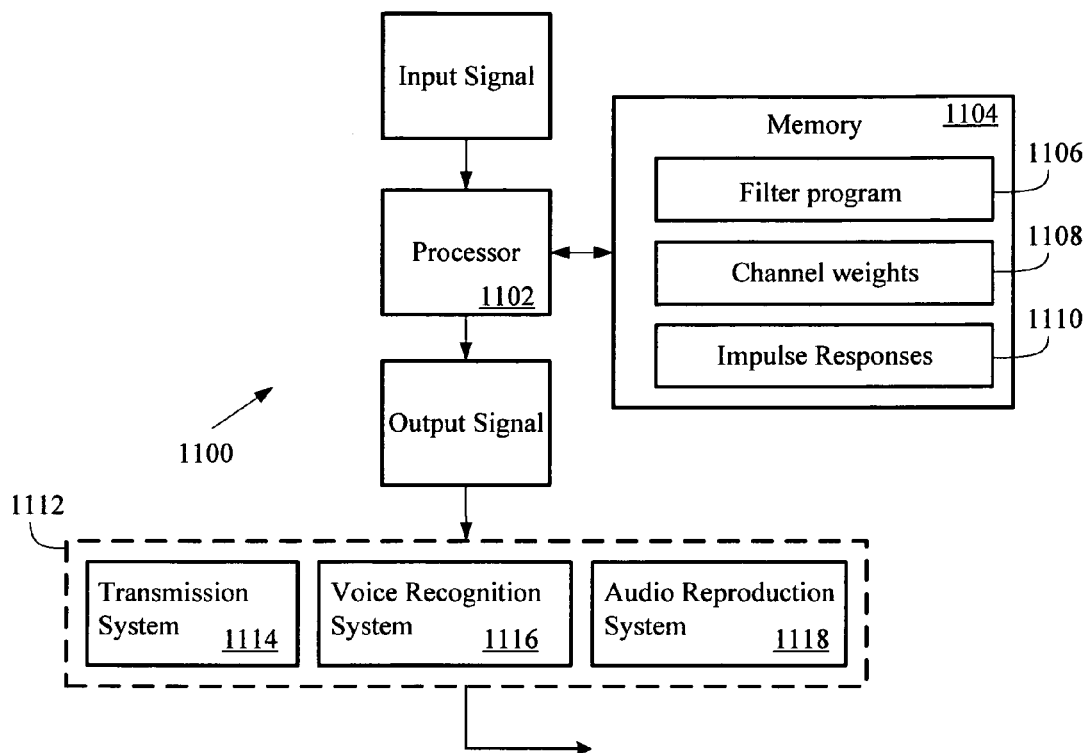 Input Signal
Memory
1104
1106
Filter program
1108
Channel weights
1110
Impulse Responses
Processor
1102
Output Signal
1100
1112
Transmission
System
1114
Voice Recognition
System
1116
Audio Reproduction
System
1118